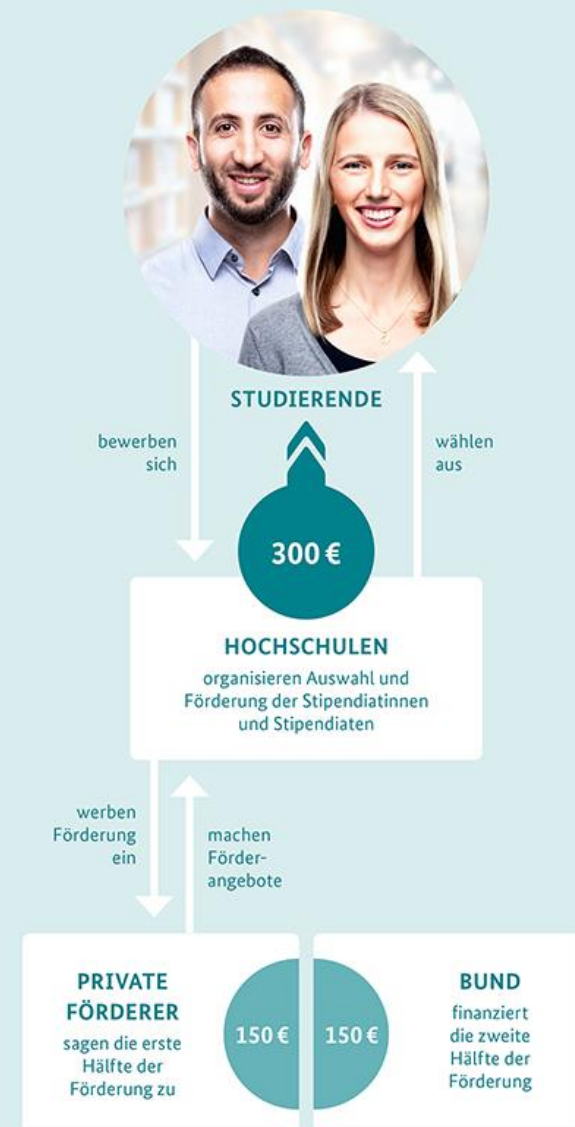 STUDIERENDE
bewerben
sich
wählen
aus
300 €
HOCHSCHULEN
organisieren Auswahl und
Förderung der Stipendiatinnen
und Stipendiaten
werben
Förderung
ein
machen
Förder-
angebote
PRIVATE
FÖRDERER
sagen die erste
Hälfte der
Förderung zu
150 €
150 €
BUND
finanziert
die zweite
Hälfte der
Förderung